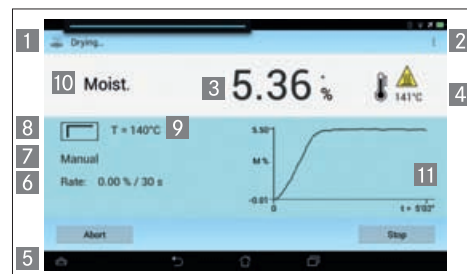 1 Drying... 2
10 Moist. 3 5.36 * % 141°C 4
8 T = 140°C 9
7 Manual
6 Rate: 0.00 % / 30 s
5.50
M %
-0.01
0
t = 5'02"
11
Abort Stop
5